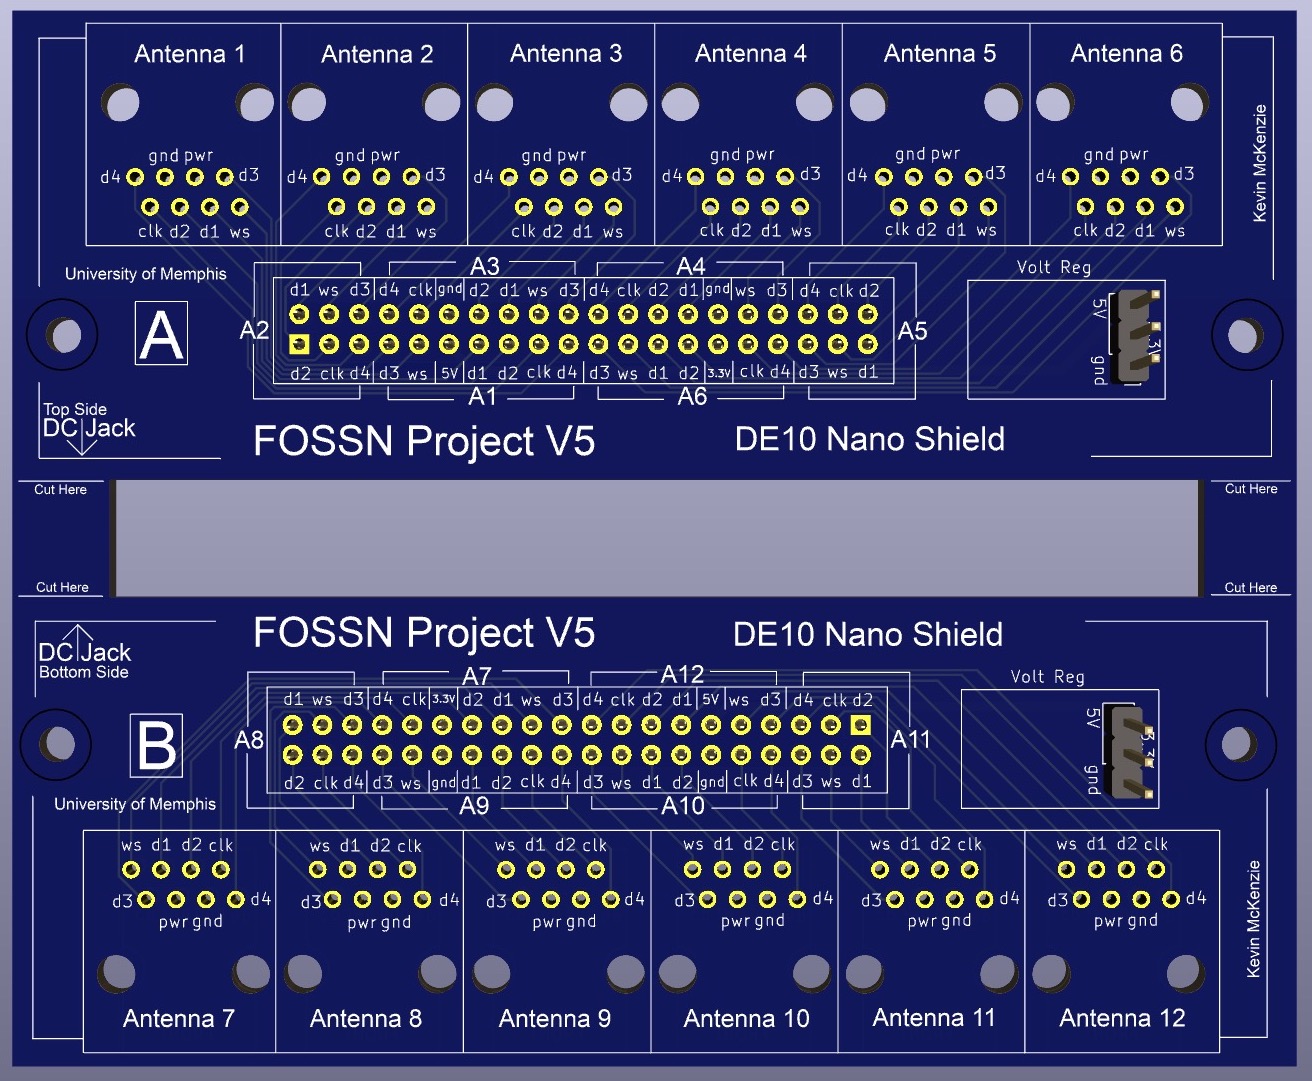 Antenna 1 Antenna 2 Antenna 3 Antenna 4 Antenna 5 Antenna 6
gnd pwr gnd pwr gnd pwr gnd pwr gnd pwr gnd pwr
d4 d3 d4 d3 d4 d3 d4 d3 d4 d3 d4 d3
clk d2 d1 ws clk d2 d1 ws clk d2 d1 ws clk d2 d1 ws clk d2 d1 ws clk d2 d1 ws
Kevin McKenzie
University of Memphis
A
A3 A4
d1 ws d3 d4 clk gnd d2 d1 ws d3 d4 clk d2 d1 gnd ws d3 d4 clk d2
A2 A5
d2 clk d4 d3 ws 5V d1 d2 clk d4 d3 ws d1 d2 3.3V clk d4 d3 ws d1
A1 A6
Volt Reg
5V
gnd
Top Side
DC Jack
FOSSN Project V5 DE10 Nano Shield
Cut Here Cut Here
Cut Here Cut Here
FOSSN Project V5 DE10 Nano Shield
DC Jack
Bottom Side
B
A7 A12
d1 ws d3 d4 clk 3.3V d2 d1 ws d3 d4 clk d2 d1 5V ws d3 d4 clk d2
A8 A11
d2 clk d4 d3 ws gnd d1 d2 clk d4 d3 ws d1 d2 gnd clk d4 d3 ws d1
A9 A10
Volt Reg
5V
gnd
University of Memphis
ws d1 d2 clk ws d1 d2 clk ws d1 d2 clk ws d1 d2 clk ws d1 d2 clk ws d1 d2 clk
d3 d4 d3 d4 d3 d4 d3 d4 d3 d4 d3 d4
pwr gnd pwr gnd pwr gnd pwr gnd pwr gnd pwr gnd
Kevin McKenzie
Antenna 7 Antenna 8 Antenna 9 Antenna 10 Antenna 11 Antenna 12